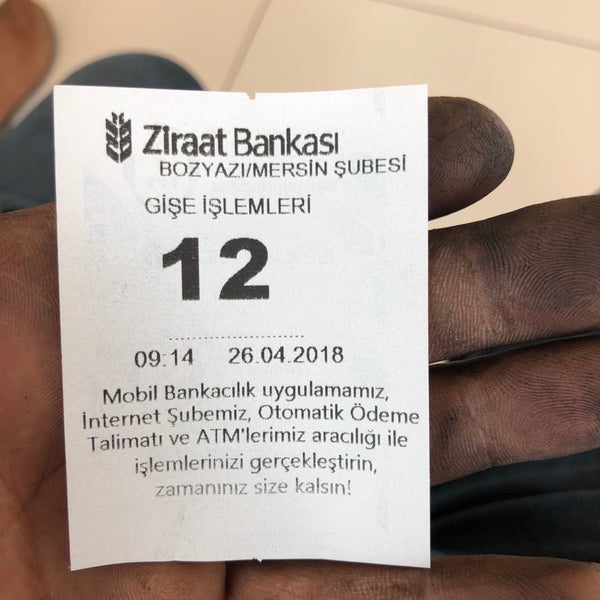 Ziraat Bankası
BOZYAZI/MERSİN ŞUBESİ
GİŞE İŞLEMLERİ
12
09:14 26.04.2018
Mobil Bankacılık uygulamamız,
İnternet Şubemiz, Otomatik Ödeme
Talimatı ve ATM'lerimiz aracılığı ile
işlemlerinizi gerçekleştirin,
zamanınız size kalsın!